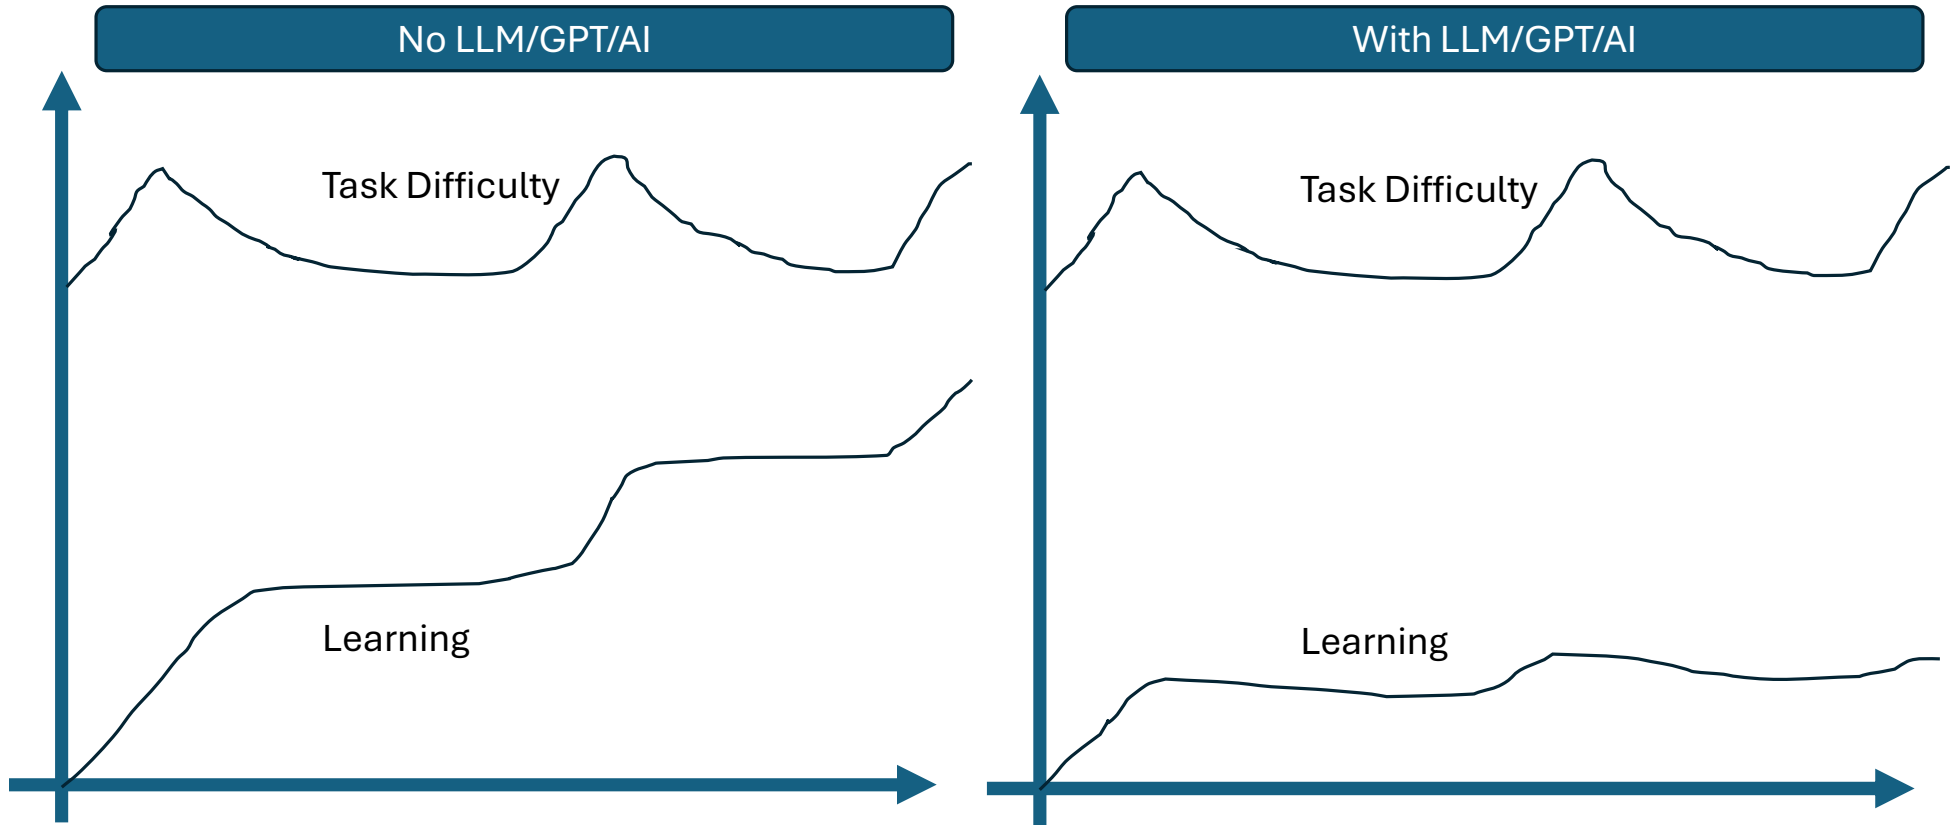 No LLM/GPT/AI
With LLM/GPT/AI
Task Difficulty
Task Difficulty
Learning
Learning